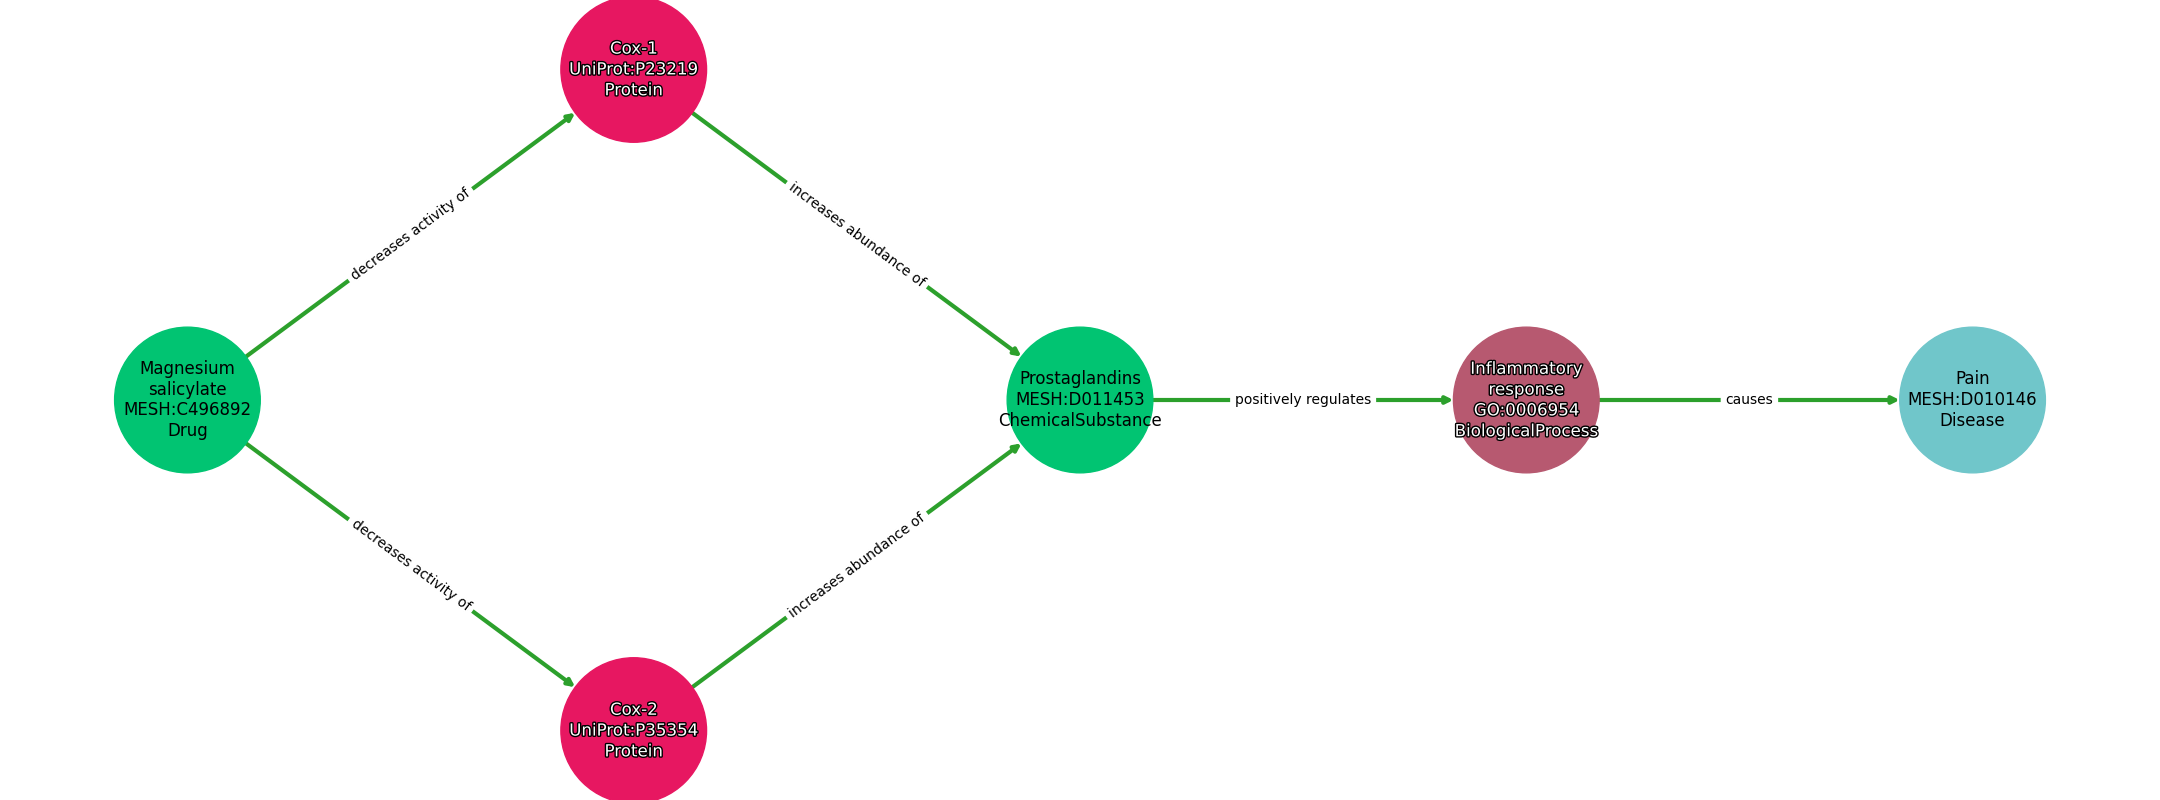 Cox-1
UniProt:P23219
Protein
decreases activity of
increases abundance of
Magnesium
salicylate
MESH:C496892
Drug
Prostaglandins
MESH:D011453
ChemicalSubstance
positively regulates
Inflammatory
response
GO:0006954
BiologicalProcess
causes
Pain
MESH:D010146
Disease
decreases activity of
increases abundance of
Cox-2
UniProt:P35354
Protein